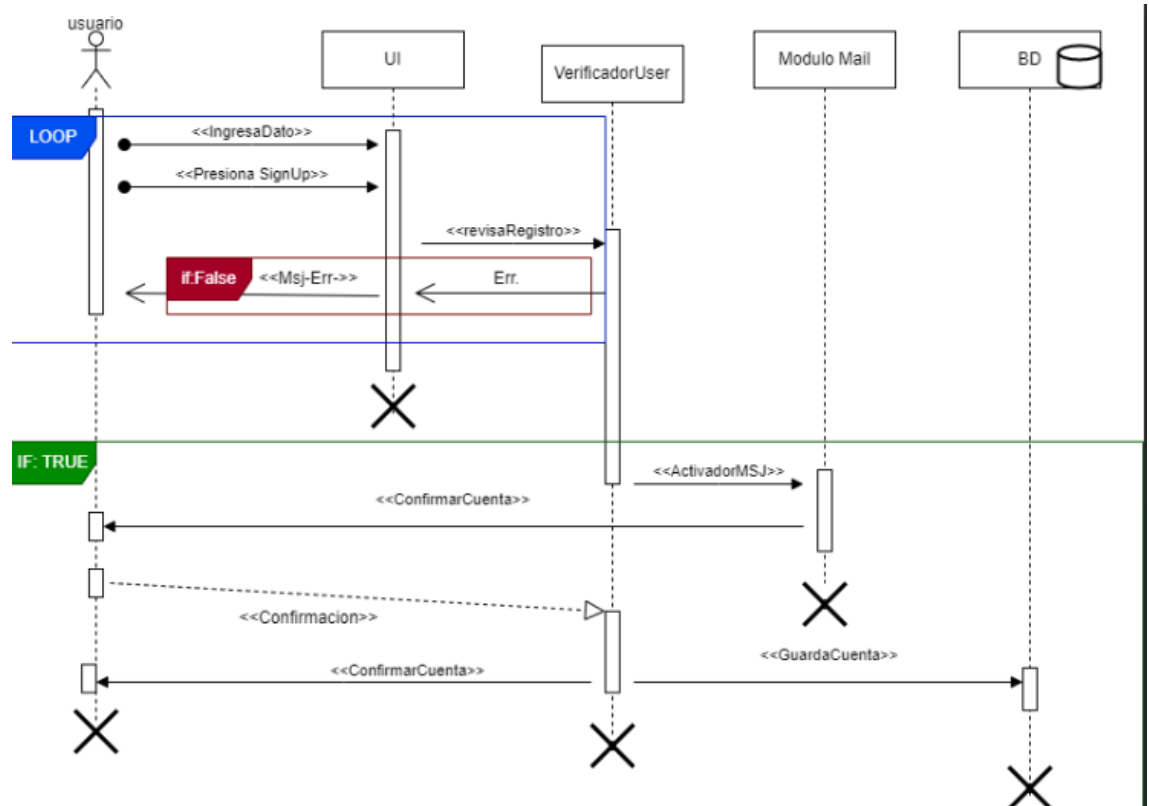 usuario
UI
VerificadorUser
Modulo Mail
BD
LOOP
<<IngresaDato>>
<<Presiona SignUp>>
<<revisaRegistro>>
if:False
<<Msj-Err->>
Err.
IF: TRUE
<<ActivadorMSJ>>
<<ConfirmarCuenta>>
<<Confirmacion>>
<<GuardaCuenta>>
<<ConfirmarCuenta>>